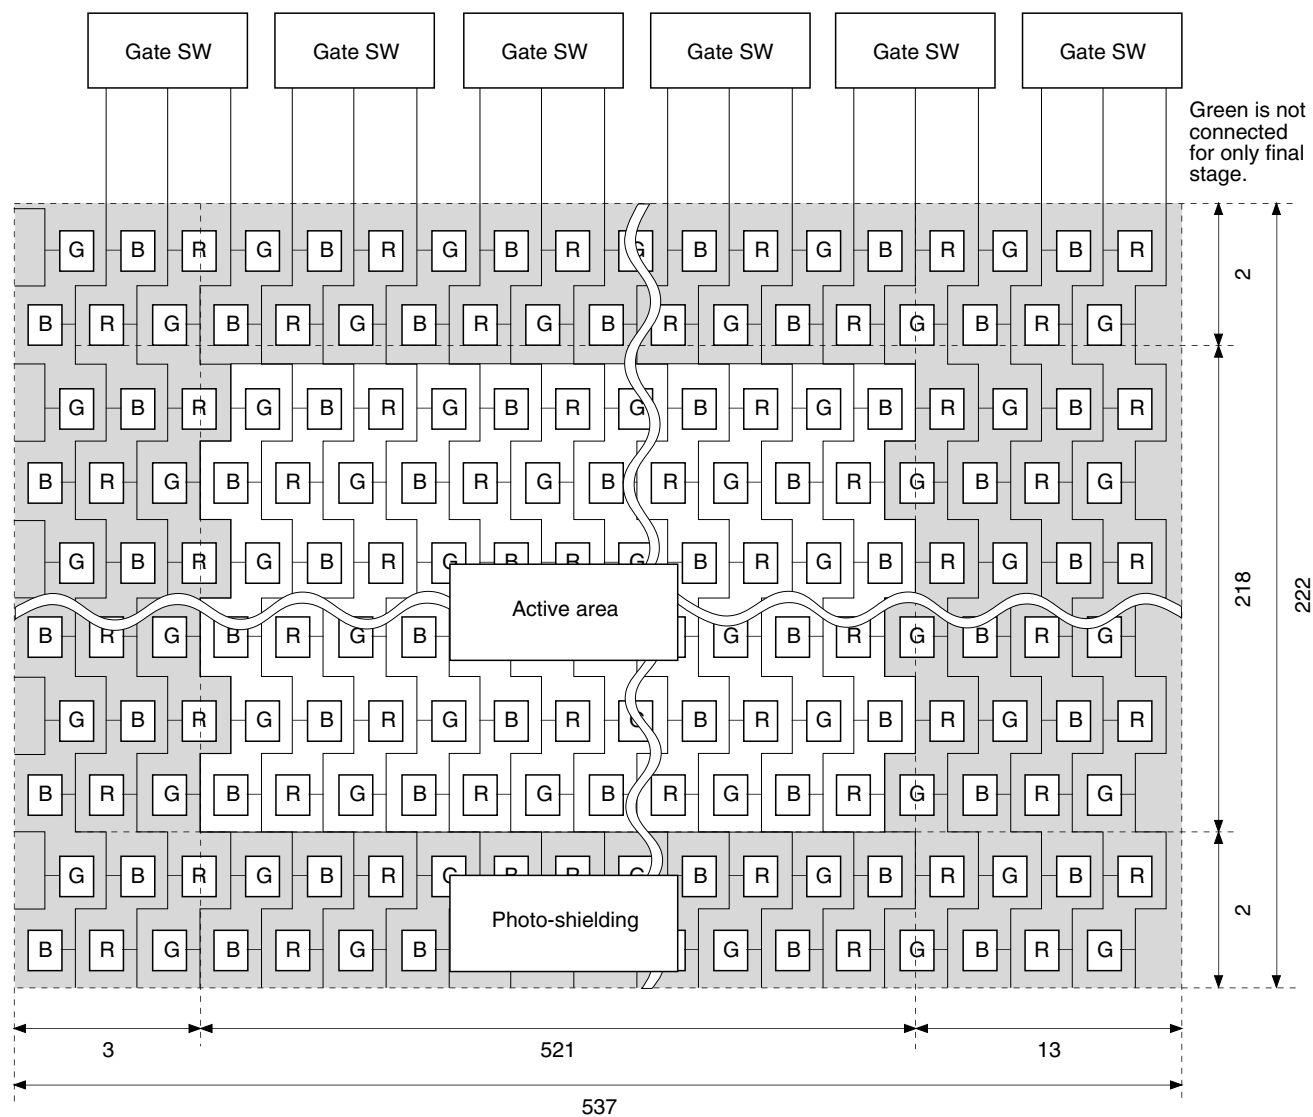 Gate SW Gate SW Gate SW Gate SW Gate SW Gate SW
Green is not
connected
for only final
stage.
G B R G B R G B R G B R G B R G B R
2
B R G B R G B R G B R G B R G B R G
G B R G B R G B R G B R G B R G B R
B R G B R G B R G B R G B R G B R G
G B R G B R G B R G B R G B R G B R
218
222
Active area
B R G B R G B G B R G B R G
G B R G B R G B R G B R G B R G B R
B R G B R G B R G B R G B R G B R G
G B R G B R G B R G B R G B R G B R
2
Photo-shielding
B R G B R G B G B R G B R G
3 521 13
537